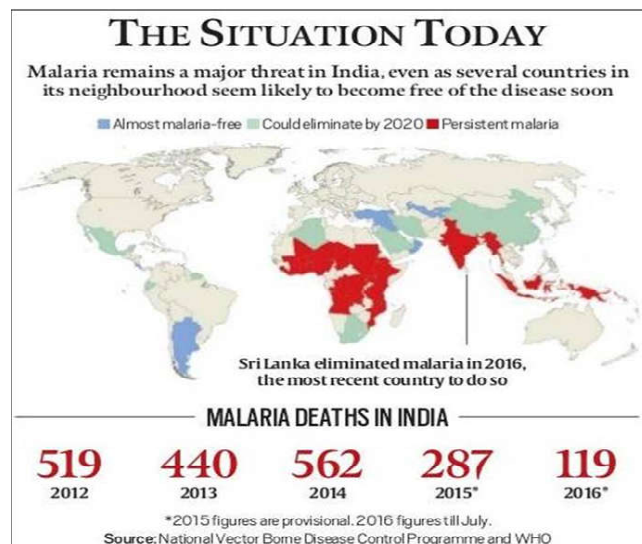 THE SITUATION TODAY
Malaria remains a major threat in India, even as several countries in
its neighbourhood seem likely to become free of the disease soon
Almost malaria-free Could eliminate by 2020 Persistent malaria
Sri Lanka eliminated malaria in 2016,
the most recent country to do so
MALARIA DEATHS IN INDIA
519 440 562 287 119
2012 2013 2014 2015* 2016*
*2015 figures are provisional. 2016 figures till July.
Source: National Vector Borne Disease Control Programme and WHO